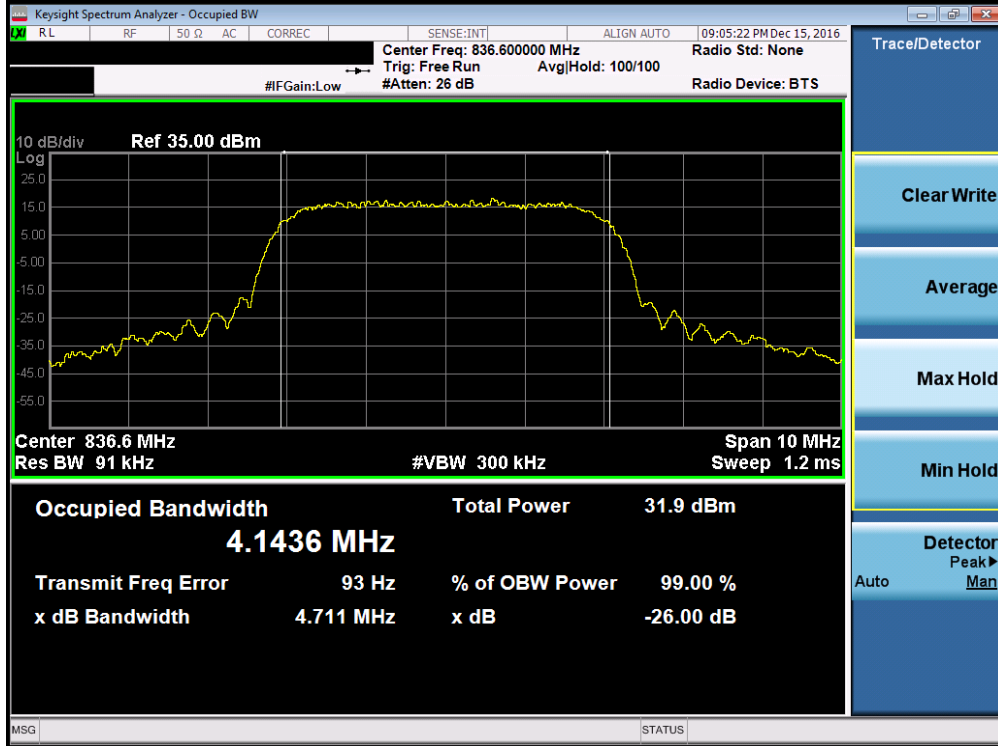 Keysight Spectrum Analyzer - Occupied BW
LXI RL RF 50 Ω AC CORREC SENSE:INT ALIGN AUTO 09:05:22 PM Dec 15, 2016
Center Freq: 836.600000 MHz Radio Std: None
Trig: Free Run Avg|Hold: 100/100
#IFGain:Low #Atten: 26 dB Radio Device: BTS
10 dB/div Ref 35.00 dBm
Log
25.0
15.0
5.00
-5.00
-15.0
-25.0
-35.0
-45.0
-55.0
Center 836.6 MHz Span 10 MHz
Res BW 91 kHz #VBW 300 kHz Sweep 1.2 ms
Occupied Bandwidth Total Power 31.9 dBm
4.1436 MHz
Transmit Freq Error 93 Hz % of OBW Power 99.00 %
x dB Bandwidth 4.711 MHz x dB -26.00 dB
MSG STATUS
Trace/Detector
Clear Write
Average
Max Hold
Min Hold
Detector
Peak▶
Auto Man